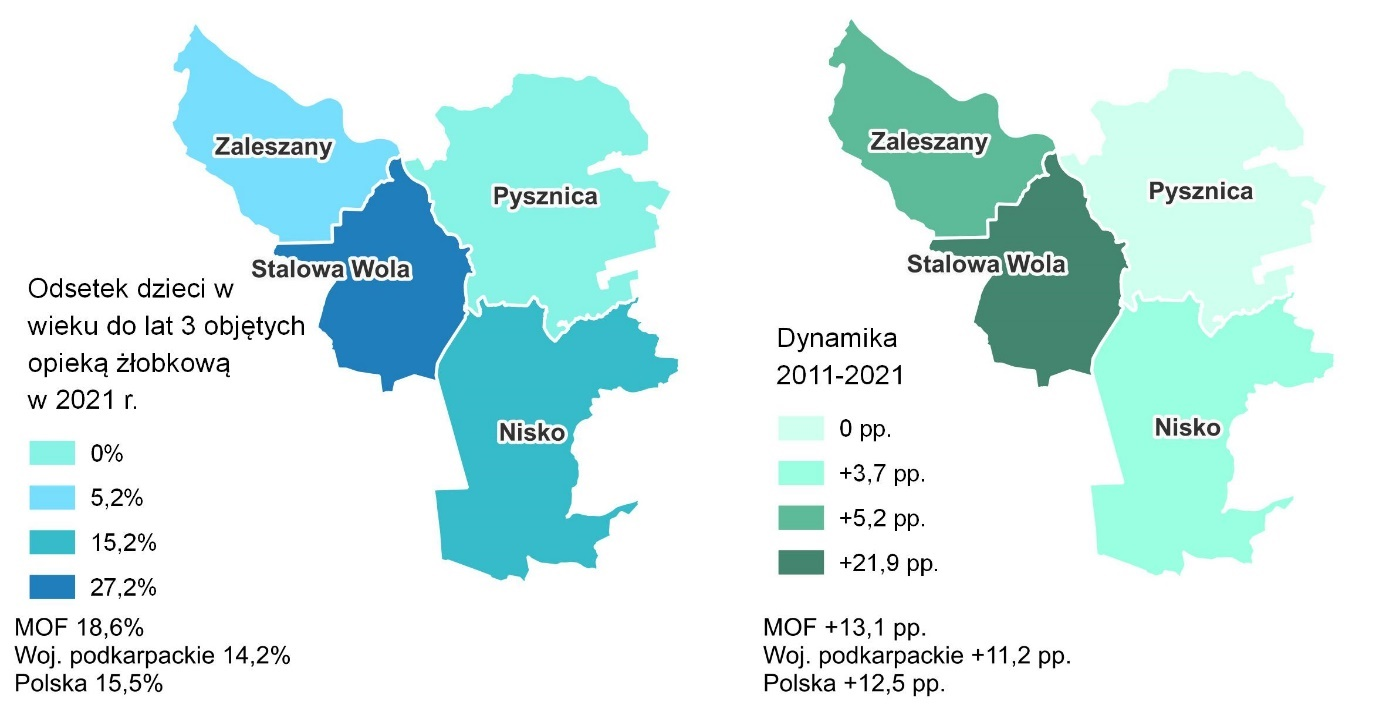 Zaleszany
Pysznica
Stalowa Wola
Nisko
Odsetek dzieci w
wieku do lat 3 objętych
opieką żłobkową
w 2021 r.
0%
5,2%
15,2%
27,2%
MOF 18,6%
Woj. podkarpackie 14,2%
Polska 15,5%
Zaleszany
Pysznica
Stalowa Wola
Nisko
Dynamika
2011-2021
0 pp.
+3,7 pp.
+5,2 pp.
+21,9 pp.
MOF +13,1 pp.
Woj. podkarpackie +11,2 pp.
Polska +12,5 pp.